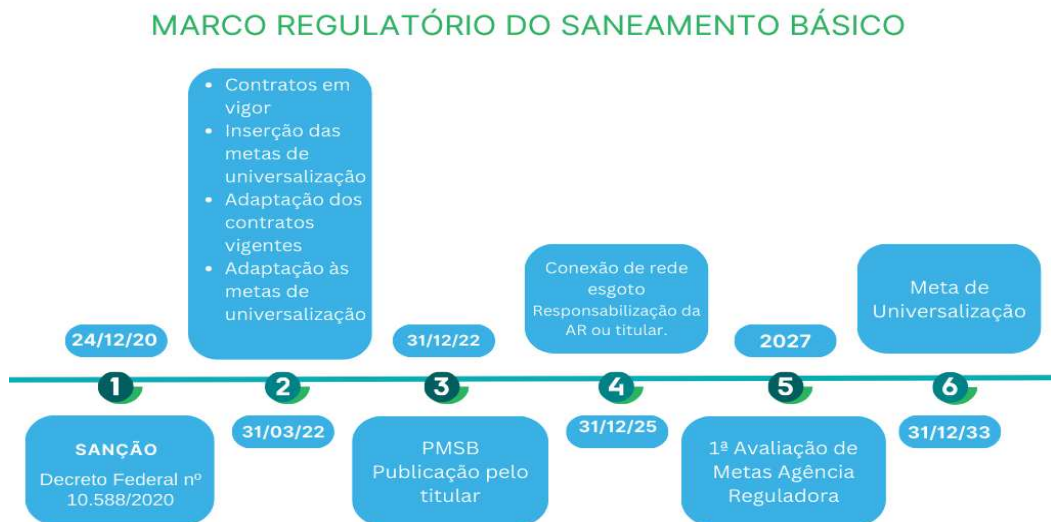 MARCO REGULATÓRIO DO SANEAMENTO BÁSICO
24/12/20
1
SANÇÃO
Decreto Federal nº
10.588/2020
• Contratos em
vigor
• Inserção das
metas de
universalização
• Adaptação dos
contratos
vigentes
• Adaptação às
metas de
universalização
2
31/03/22
31/12/22
3
PMSB
Publicação pelo
titular
Conexão de rede
esgoto
Responsabilização da
AR ou titular.
4
31/12/25
2027
5
1ª Avaliação de
Metas Agência
Reguladora
Meta de
Universalização
6
31/12/33